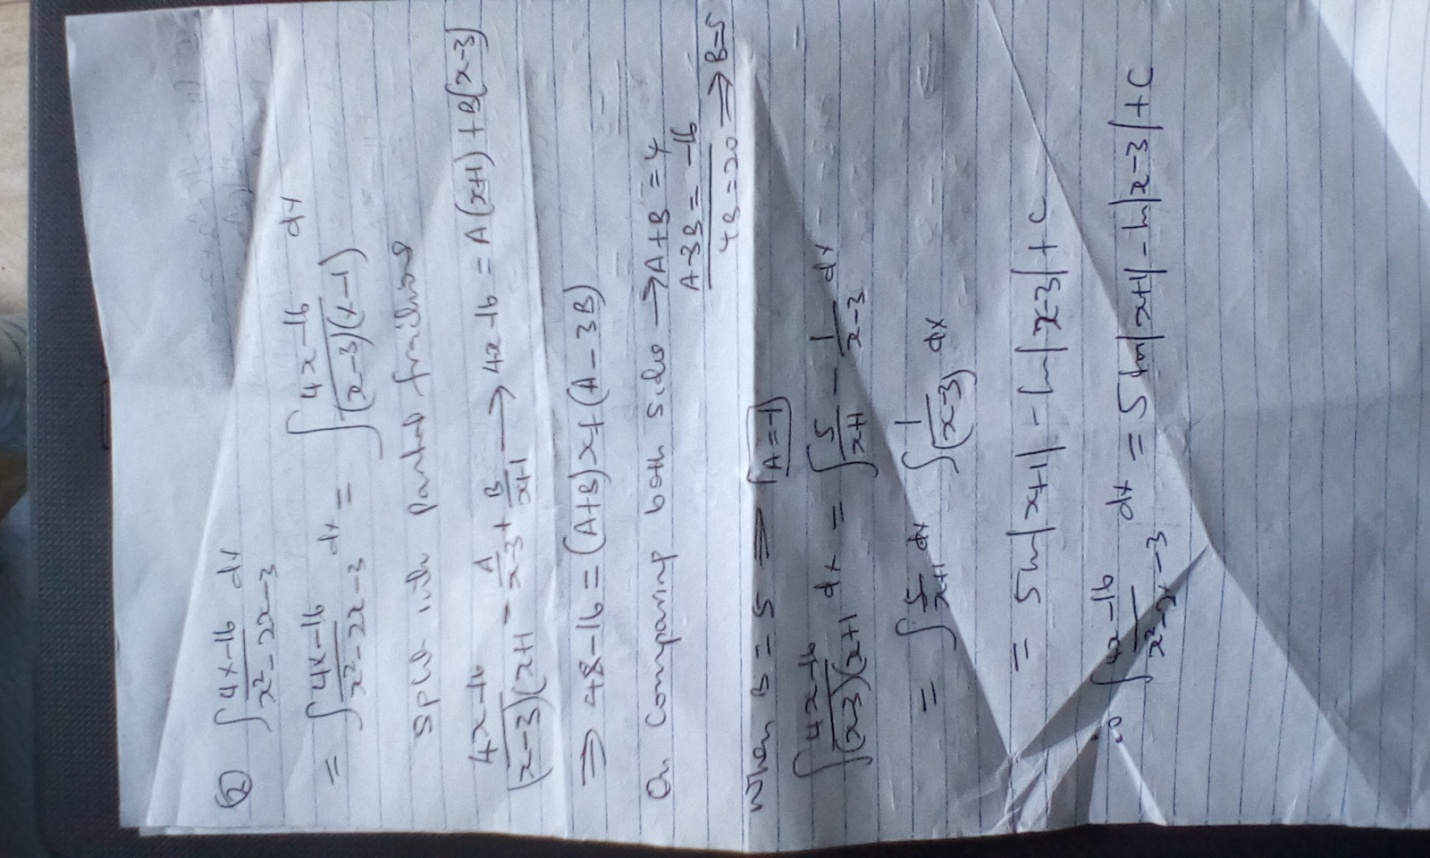 ② ∫ 4x-16 / x²-2x-3 dx
= ∫ 4x-16 / x²-2x-3 dx = ∫ 4x-16 / (x-3)(x-1) dx
Split into partial fraihons
4x-16 / (x-3)(x+1 = A / x-3 + B / x+1 → 4x-16 = A(x+1) + B(x-3)
⇒ 4x-16 = (A+B)x+(A-3B)
On Comparing both side → A+B = 4
A-3B = -16
4B = 20 ⇒ B=5
When B = 5 ⇒ A=-1
∫ 4x-16 / (x-3)(x+1 dx = ∫ 5 / x+1 - 1 / x-3 dx
= ∫ 5 / x+1 dx ∫ 1 / (x-3) dx
= 5 ln|x+1| - ln|x-3| + C
∴ ∫ 4x-16 / x²-2x-3 dx = 5 ln|x+1| - ln|x-3| + C